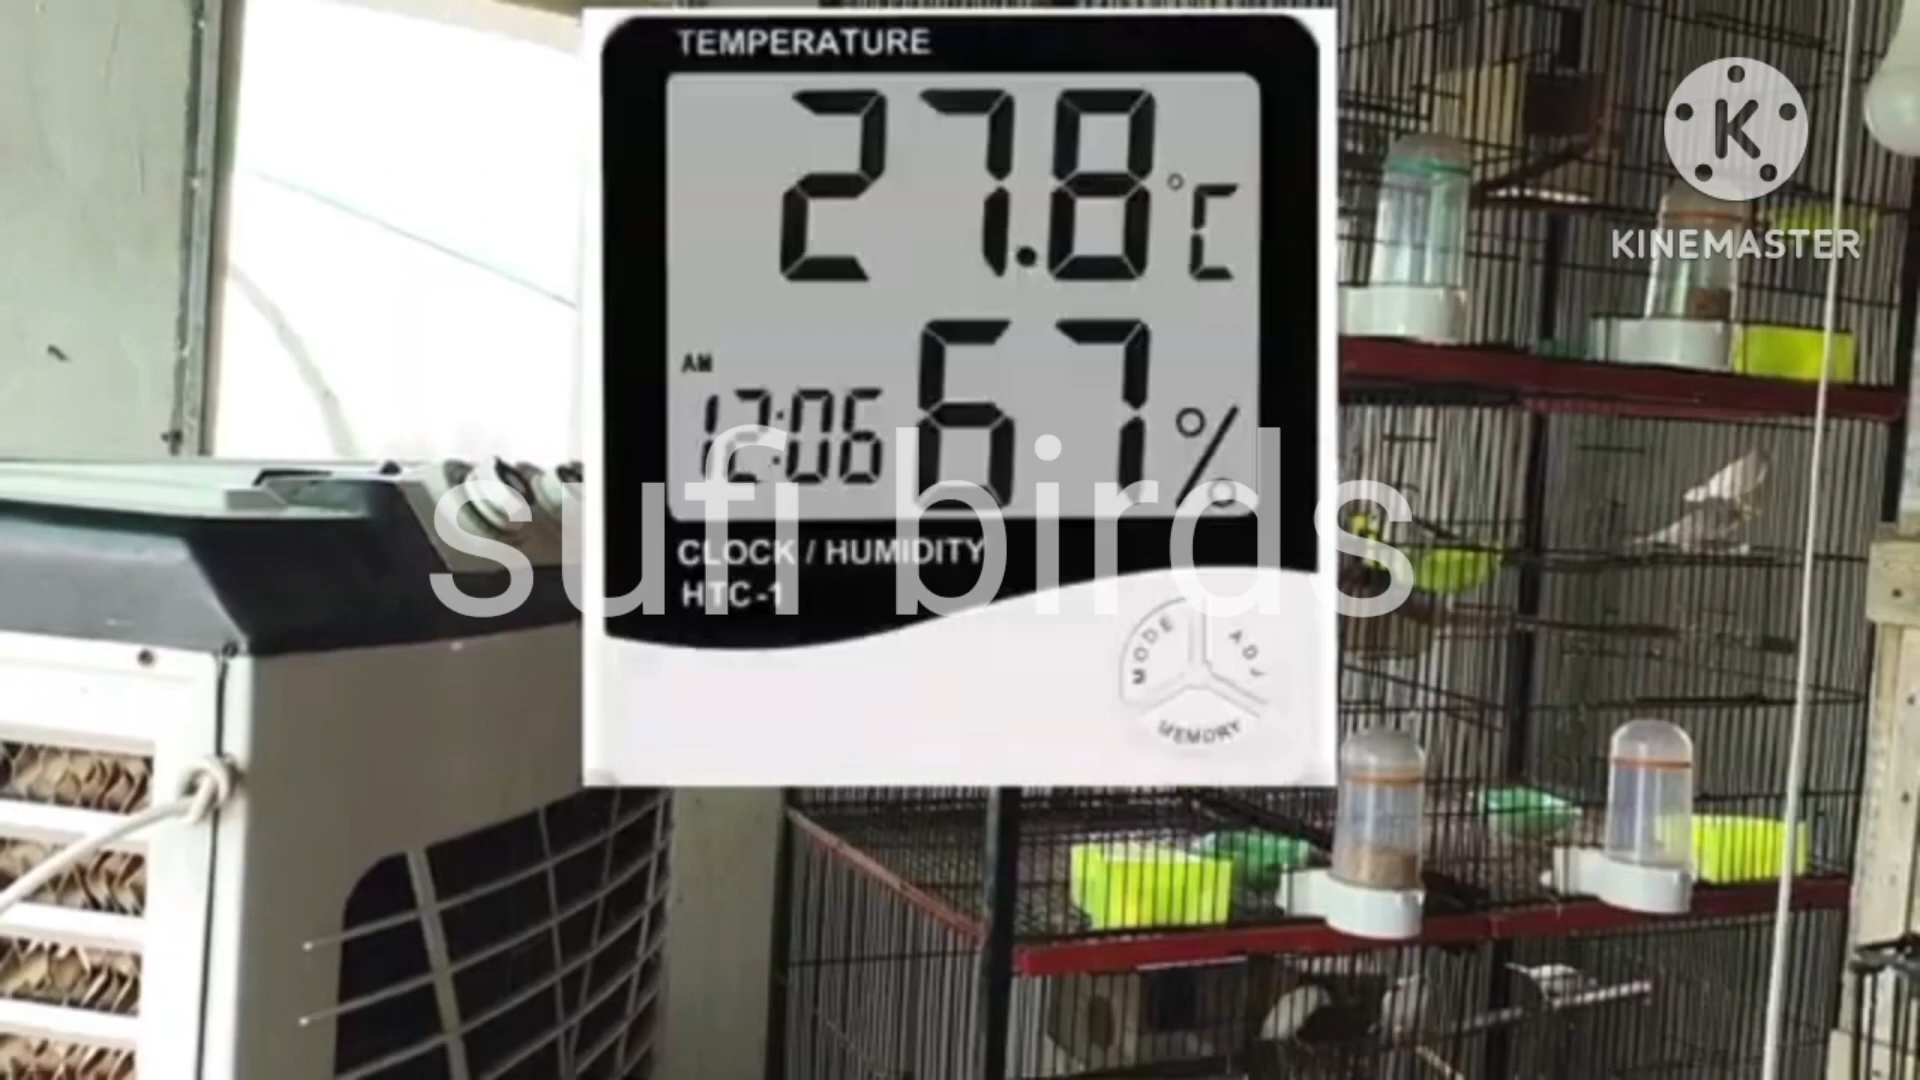 TEMPERATURE
27.8 °C
AM
12:06 67 %
sufi birds
CLOCK / HUMIDITY
HTC-1
MODE
ADJ
MEMORY
K
KINEMASTER